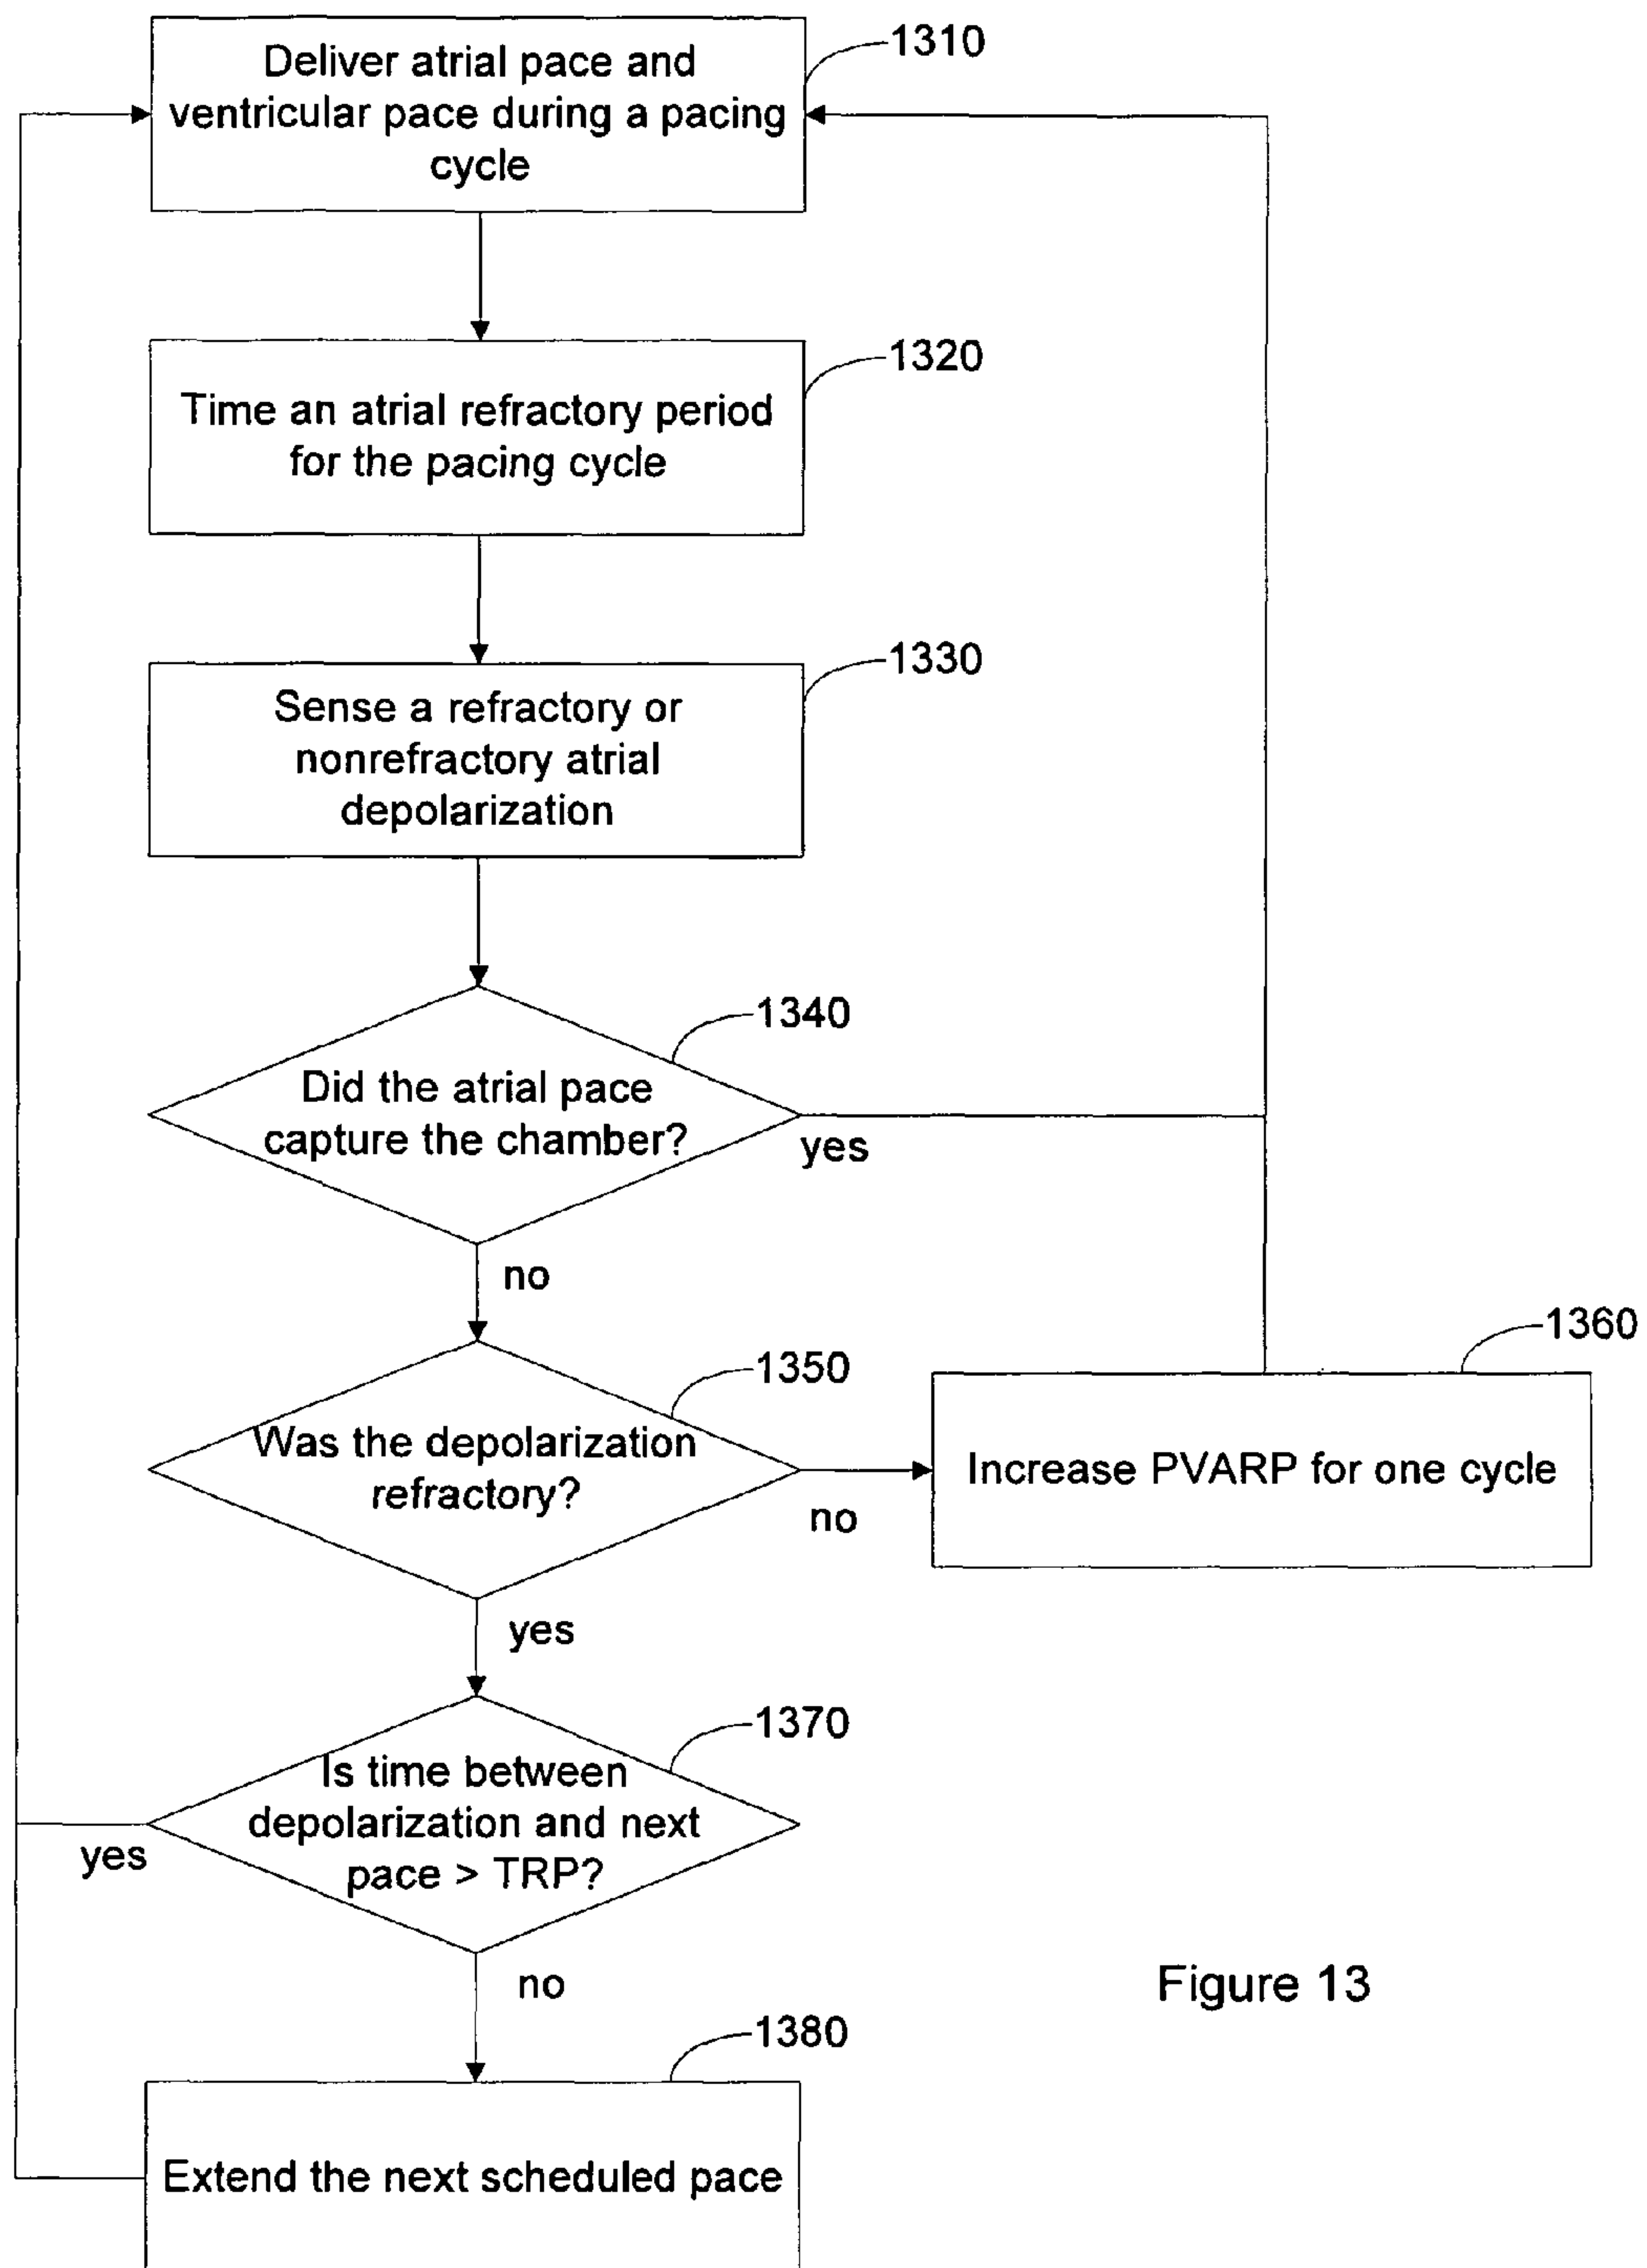 Deliver atrial pace and
ventricular pace during a pacing
cycle
1310
Time an atrial refractory period
for the pacing cycle
1320
Sense a refractory or
nonrefractory atrial
depolarization
1330
Did the atrial pace
capture the chamber?
1340
yes
no
Was the depolarization
refractory?
1350
no
Increase PVARP for one cycle
1360
yes
Is time between
depolarization and next
pace > TRP?
1370
yes
no
Extend the next scheduled pace
1380
Figure 13